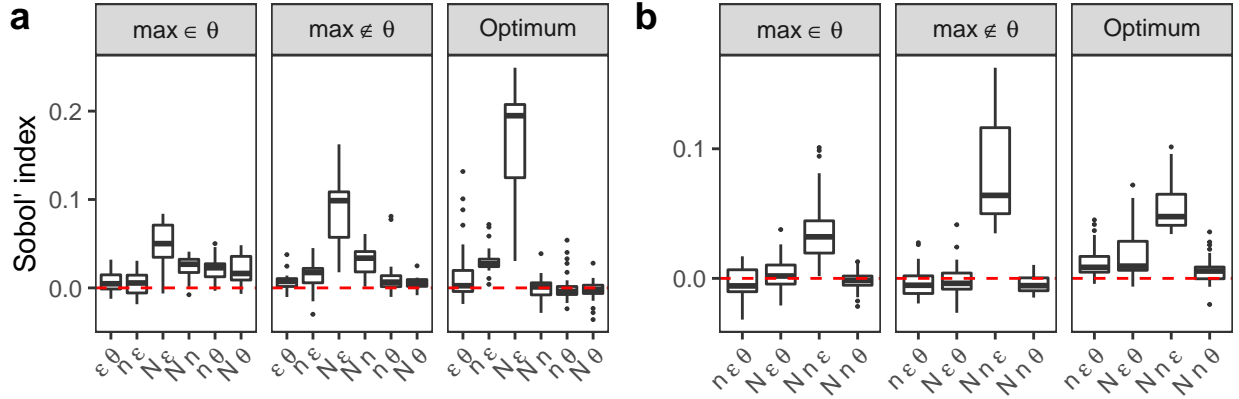 a
max ∈ θ
max ∉ θ
Optimum
Sobol' index
0.2
0.1
0.0
ε θ
n ε
N ε
N n
n θ
N θ
ε θ
n ε
N ε
N n
n θ
N θ
ε θ
n ε
N ε
N n
n θ
N θ
b
max ∈ θ
max ∉ θ
Optimum
0.1
0.0
n ε θ
N ε θ
N n ε
N n θ
n ε θ
N ε θ
N n ε
N n θ
n ε θ
N ε θ
N n ε
N n θ